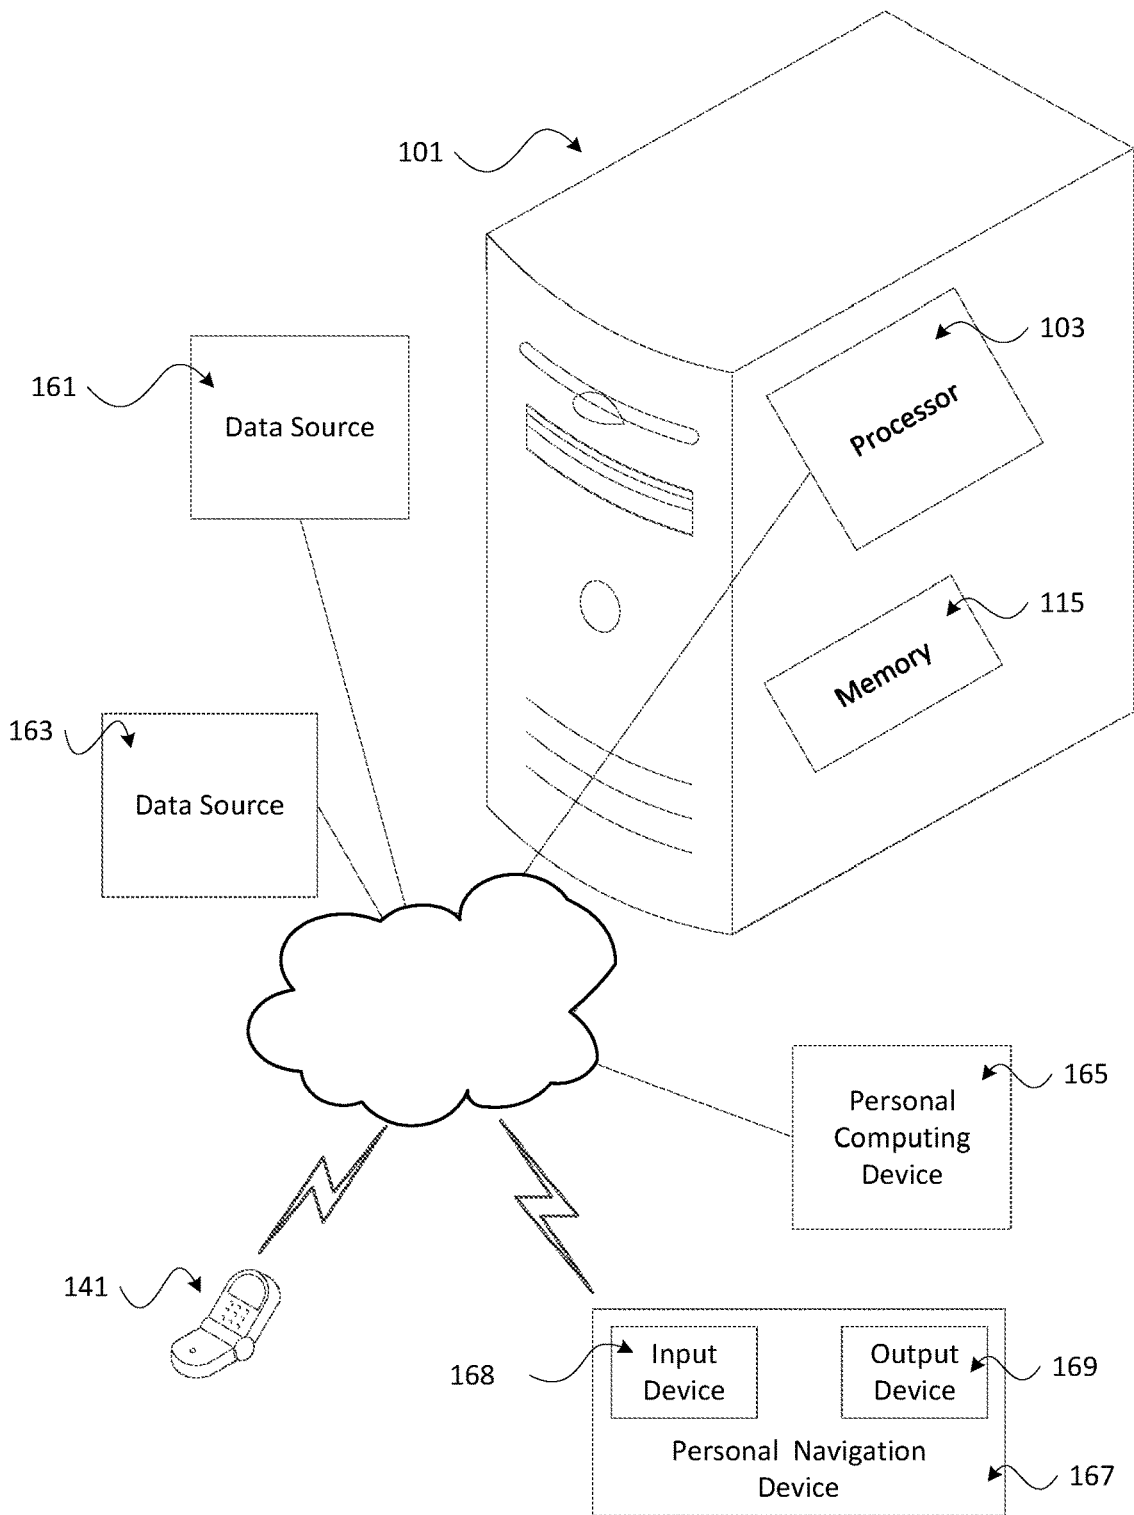 101
103
Processor
161
Data Source
115
Memory
163
Data Source
165
Personal
Computing
Device
141
168
Input
Device
Output
Device
169
Personal Navigation
Device
167